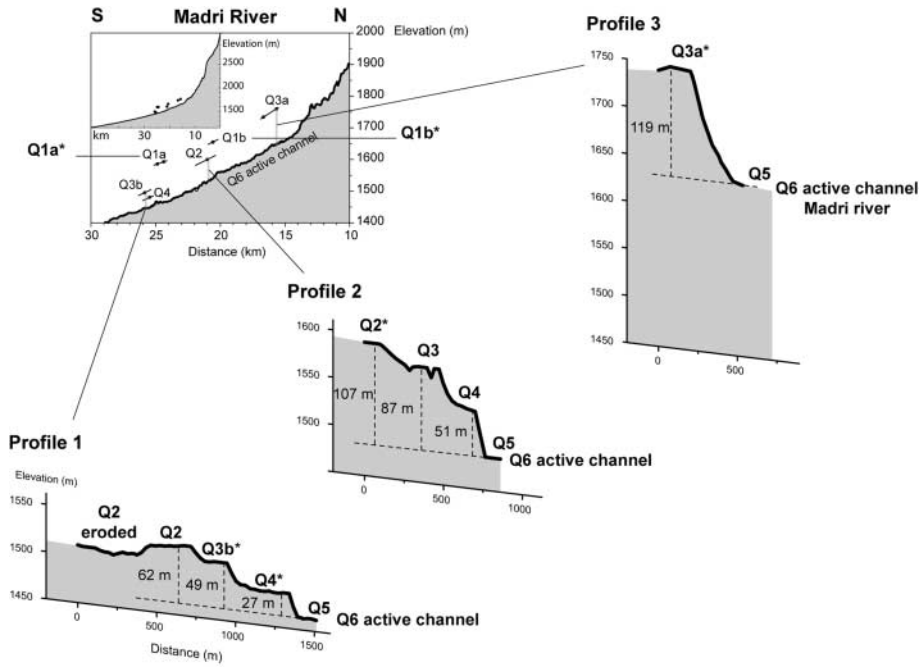 S Madri River N
Elevation (m)
2000
1900
1800
1700
1600
1500
1400
Elevation (m)
2500
2000
1500
km 30 10
Q3a
Q1b
Q1a
Q2
Q3b
Q4
Q6 active channel
Q1a*
Q1b*
30 25 20 15 10
Distance (km)
Profile 3
1750
1700
1650
1600
1550
1500
1450
Q3a*
119 m
Q5
Q6 active channel
Madri river
0 500
Profile 2
1600
1550
1500
Q2*
Q3
Q4
Q5
107 m
87 m
51 m
Q6 active channel
0 500 1000
Profile 1
Elevation (m)
1550
1500
1450
Q2
eroded
Q2
Q3b*
Q4*
Q5
62 m
49 m
27 m
Q6 active channel
0 500 1000 1500
Distance (m)